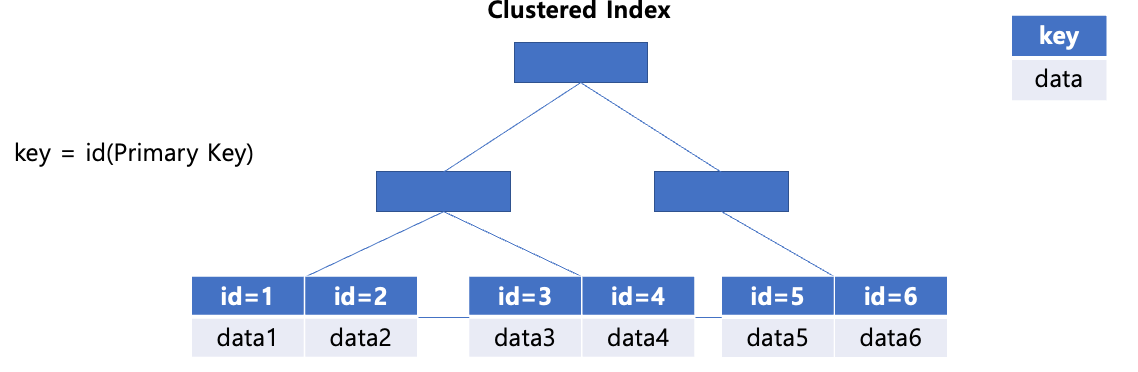 Clustered Index
key
data
key = id(Primary Key)
id=1 id=2 id=3 id=4 id=5 id=6
data1 data2 data3 data4 data5 data6